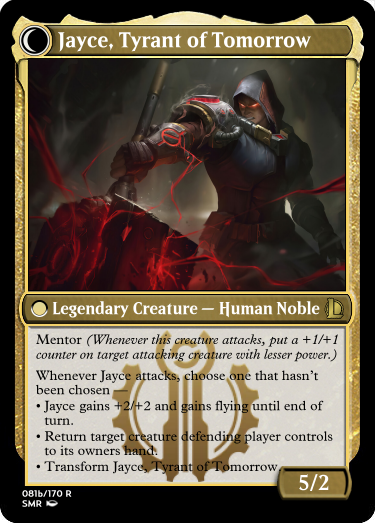 Jayce, Tyrant of Tomorrow
Legendary Creature — Human Noble
Mentor (Whenever this creature attacks, put a +1/+1
counter on target attacking creature with lesser power.)
Whenever Jayce attacks, choose one that hasn't
been chosen —
• Jayce gains +2/+2 and gains flying until end of
turn.
• Return target creature defending player controls
to its owners hand.
• Transform Jayce, Tyrant of Tomorrow
5/2
081b/170 R
SMR